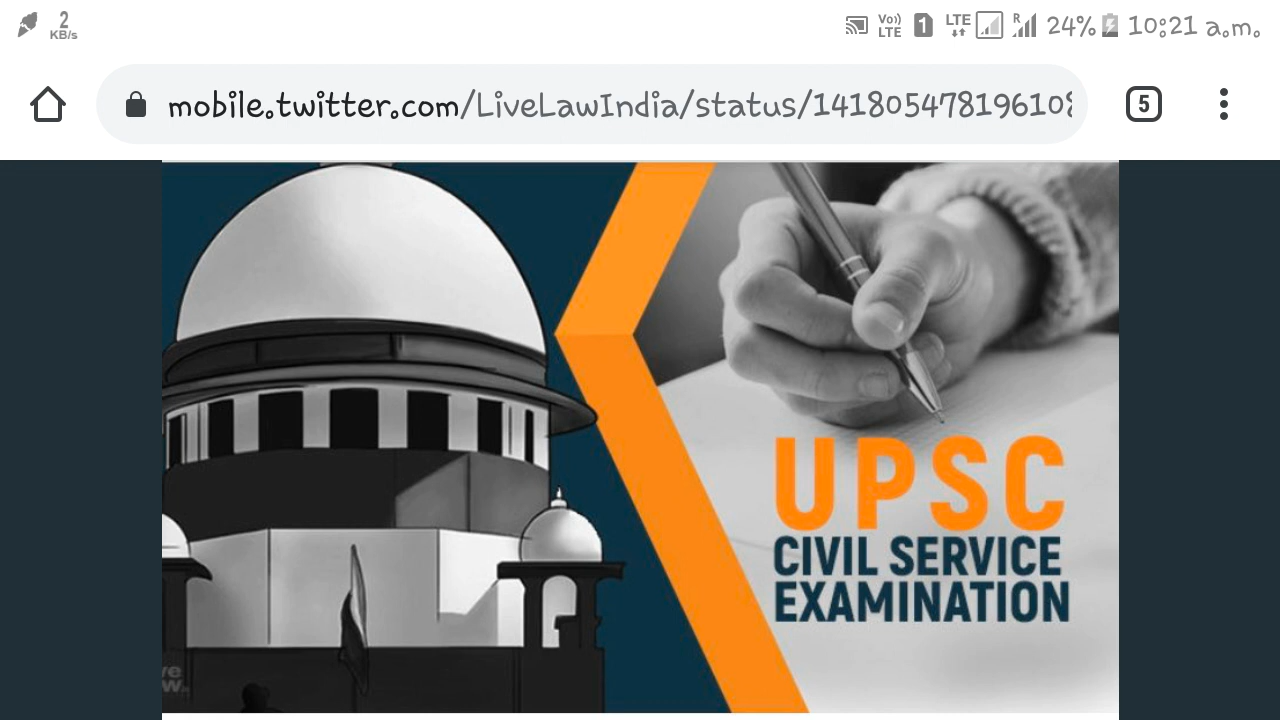 2
KB/s
Vo))
LTE
1
LTE
R
24%
10:21 a.m.
mobile.twitter.com/LiveLawIndia/status/141805478196108
5
UPSC
CIVIL SERVICE
EXAMINATION